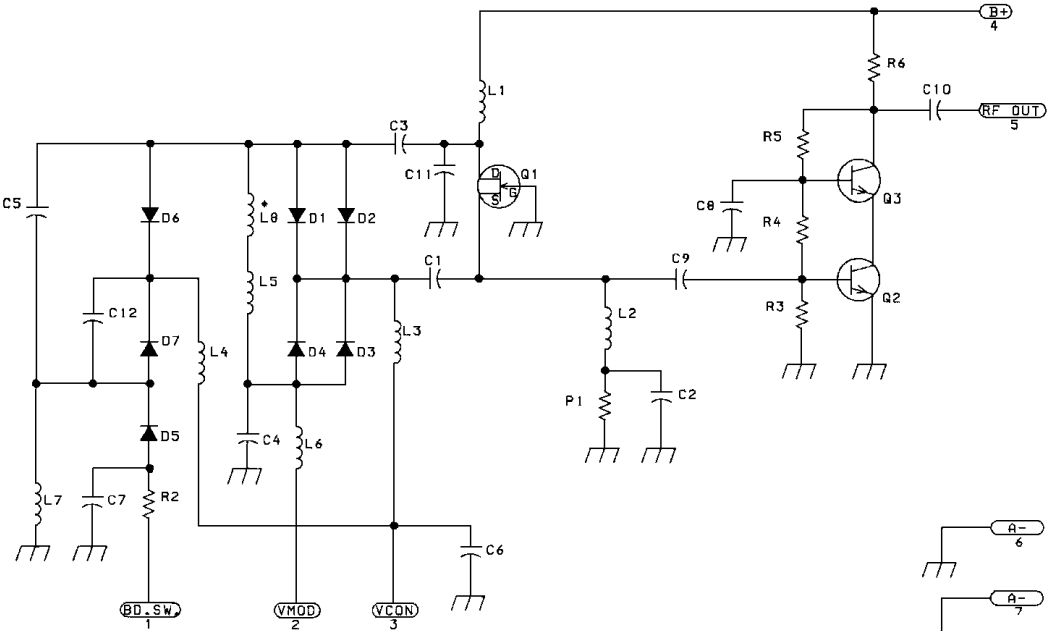 B+
4
R6
L1
C10
RF OUT
5
C3
R5
C11
D
Q1
S
G
Q3
C5
D6
*
L8
D1
D2
C8
R4
C1
C9
L5
Q2
C12
L3
L2
R3
D7
L4
D4
D3
P1
C2
D5
C4
L6
L7
C7
R2
A-
6
C6
BD.SW.
1
VMOD
2
VCON
3
A-
7